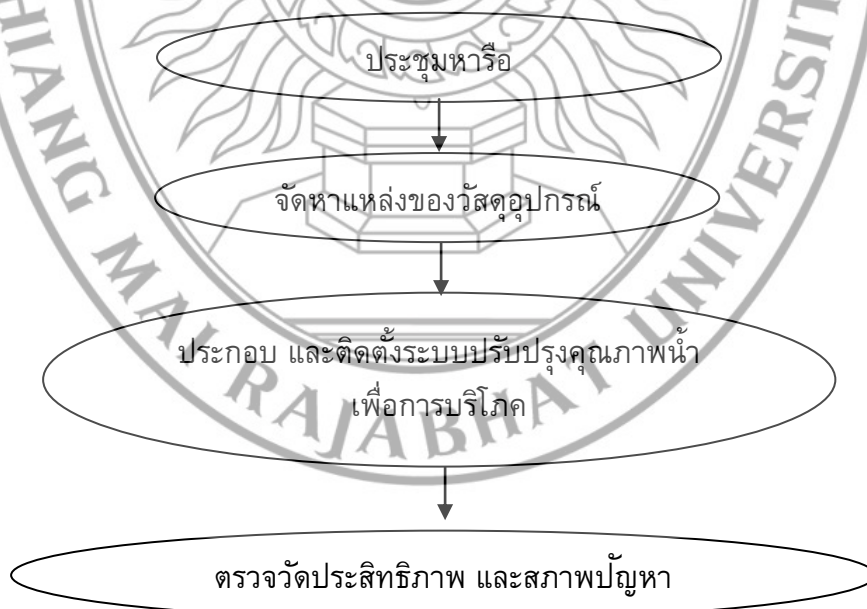 ประชุมหารือ
จัดหาแหล่งของวัสดุอุปกรณ์
ประกอบ และติดตั้งระบบปรับปรุงคุณภาพน้ำ
เพื่อการบริโภค
ตรวจวัดประสิทธิภาพ และสภาพปัญหา
HIANG MAI RAJABHAT UNIVERSIT